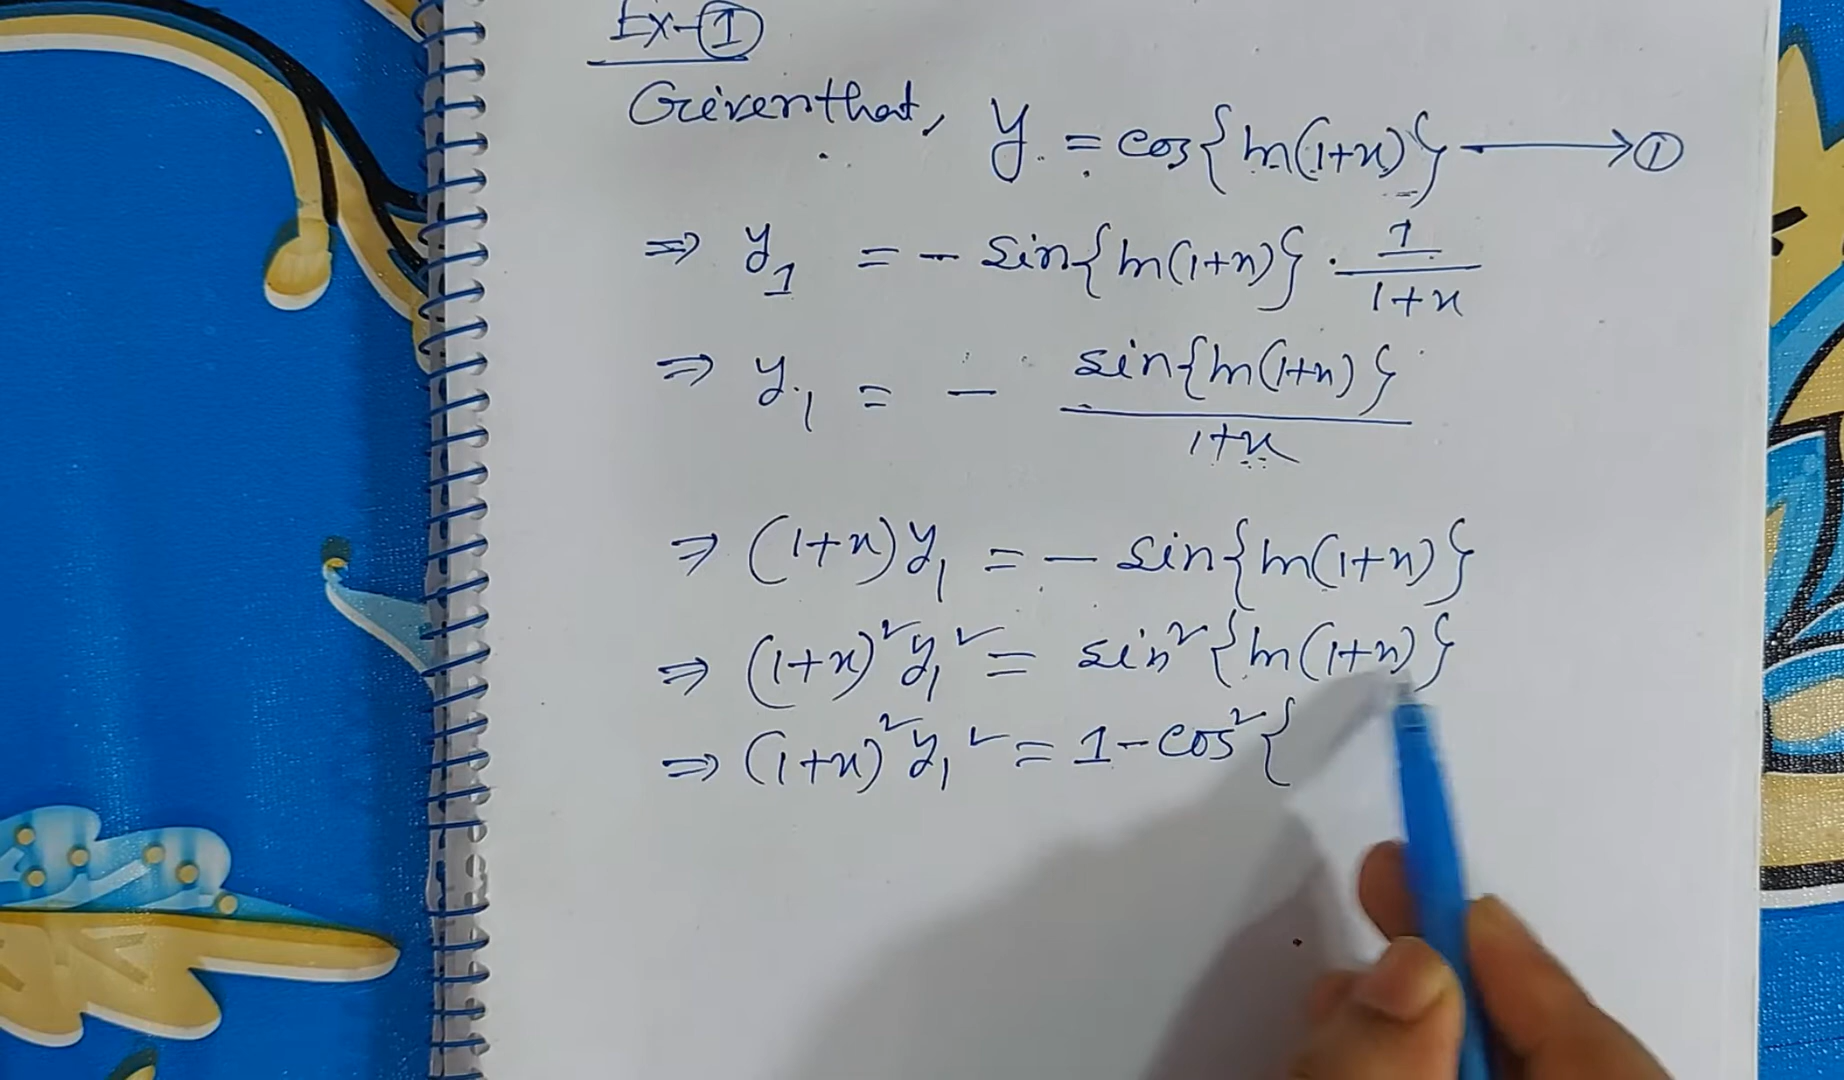 Ex-①
Given that, y = cos{ln(1+x)} ⟶ ①
⇒ y₁ = - sin{ln(1+x)} · 1/(1+x)
⇒ y₁ = - sin{ln(1+x)}/(1+x)
⇒ (1+x)y₁ = - sin{ln(1+x)}
⇒ (1+x)²y₁² = sin²{ln(1+x)}
⇒ (1+x)²y₁² = 1-cos²{